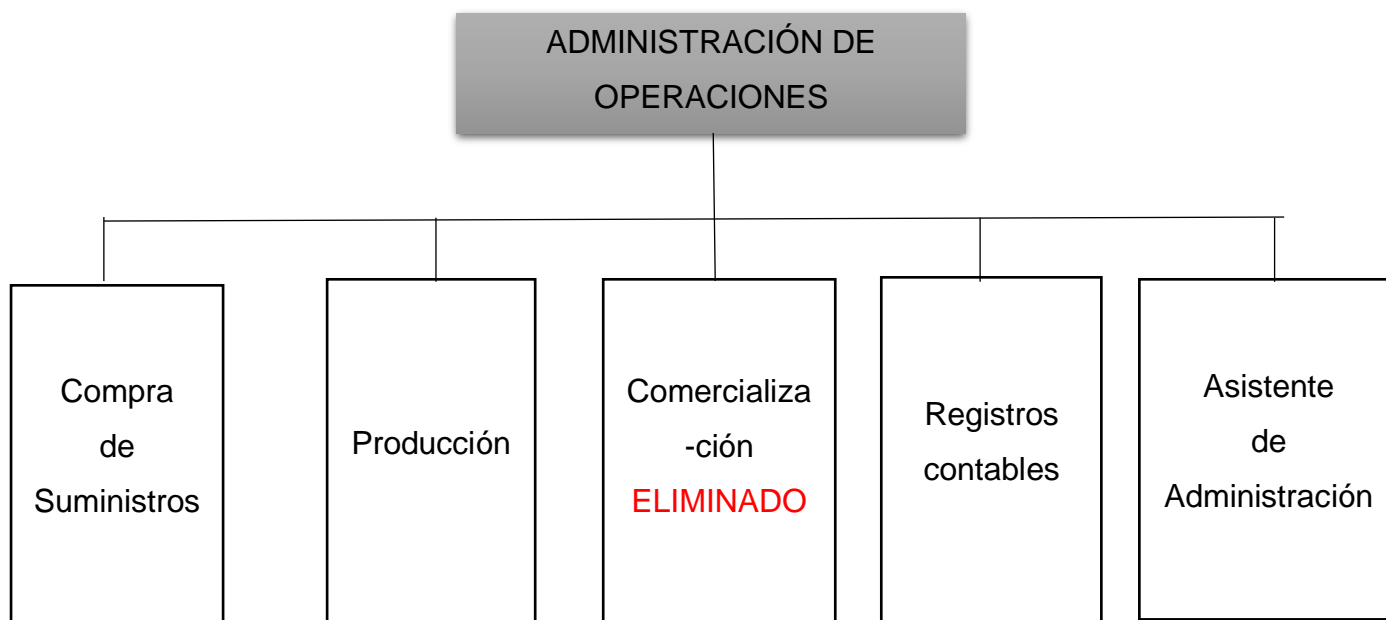 ADMINISTRACIÓN DE
OPERACIONES
Compra
de
Suministros
Producción
Comercializa
-ción
ELIMINADO
Registros
contables
Asistente
de
Administración